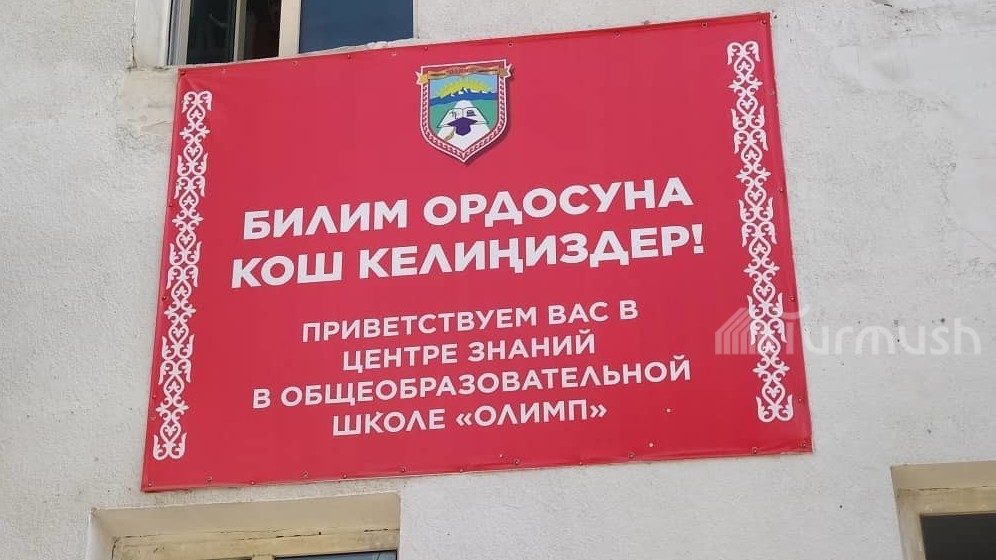 БИЛИМ ОРДОСУНА
КОШ КЕЛИҢИЗДЕР!
ПРИВЕТСТВУЕМ ВАС В
ЦЕНТРЕ ЗНАНИЙ
В ОБЩЕОБРАЗОВАТЕЛЬНОЙ
ШКОЛЕ «ОЛИМП»
Turmush